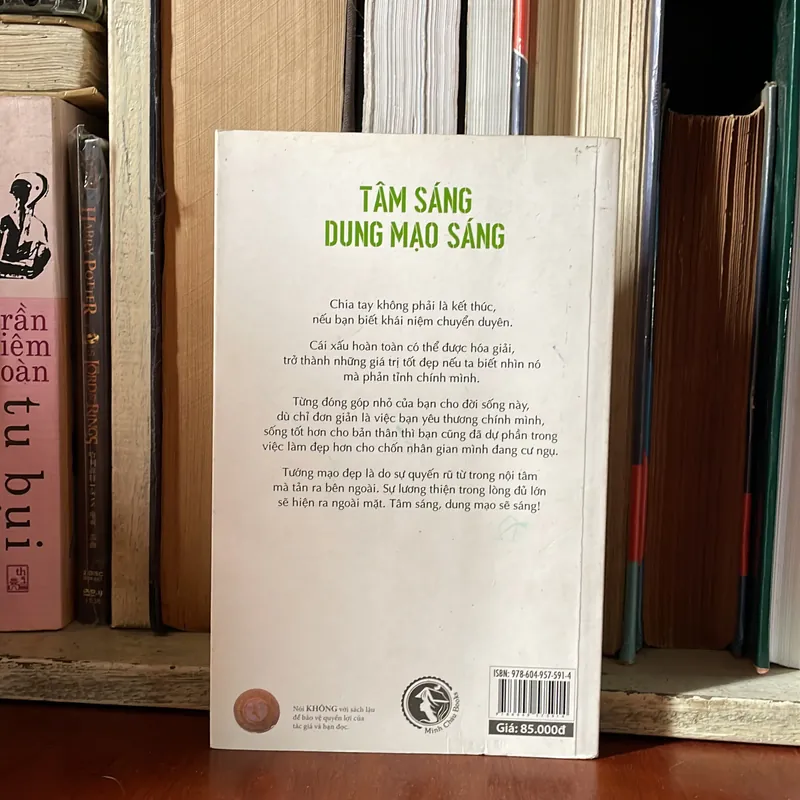 TÂM SÁNG
DUNG MẠO SÁNG
Chia tay không phải là kết thúc,
nếu bạn biết khái niệm chuyển duyên.
Cái xấu hoàn toàn có thể được hóa giải,
trở thành những giá trị tốt đẹp nếu ta biết nhìn nó
mà phản tỉnh chính mình.
Từng đóng góp nhỏ của bạn cho đời sống này,
dù chỉ đơn giản là việc bạn yêu thương chính mình,
sống tốt hơn cho bản thân thì bạn cũng đã dự phần trong
việc làm đẹp hơn cho chốn nhân gian mình đang cư ngụ.
Tướng mạo đẹp là do sự quyến rũ từ trong nội tâm
mà tản ra bên ngoài. Sự lương thiện trong lòng đủ lớn
sẽ hiện ra ngoài mặt. Tâm sáng, dung mạo sẽ sáng!
Nói KHÔNG với sách lậu
để bảo vệ quyền lợi của
tác giả và bạn đọc.
Minh Châu Books
ISBN: 978-604-957-591-4
Giá: 85.000đ
rần
iêm
oàn
tu bụi
th
HARRY POTTER
LORD OF THE RINGS